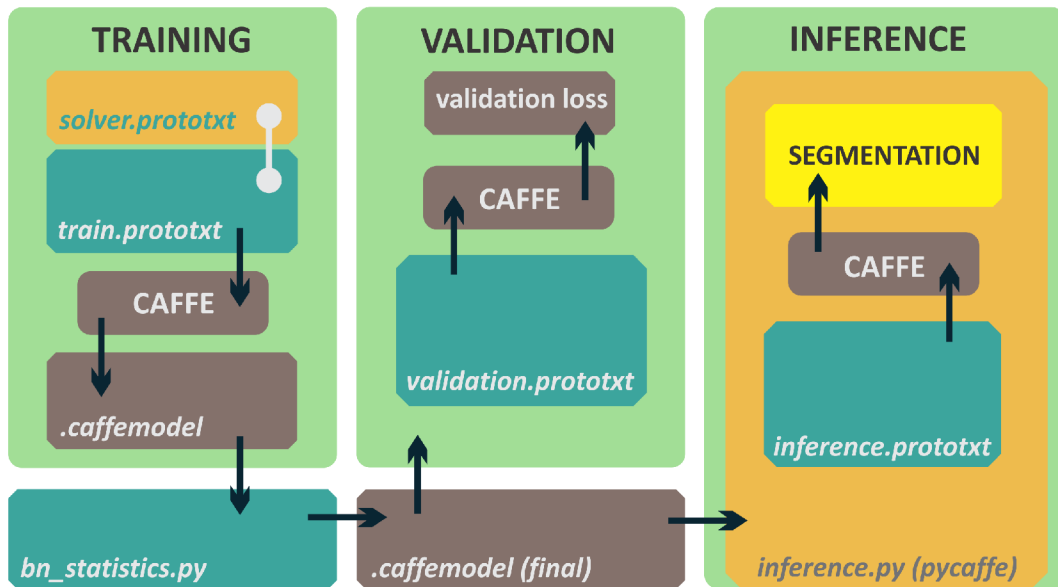 TRAINING
solver.prototxt
train.prototxt
CAFFE
.caffemodel
bn_statistics.py
VALIDATION
validation loss
CAFFE
validation.prototxt
.caffemodel (final)
INFERENCE
SEGMENTATION
CAFFE
inference.prototxt
inference.py (pycaffe)